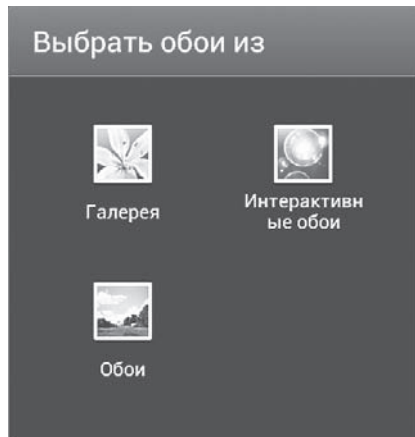 Выбрать обои из
Галерея
Интерактивн
ые обои
Обои